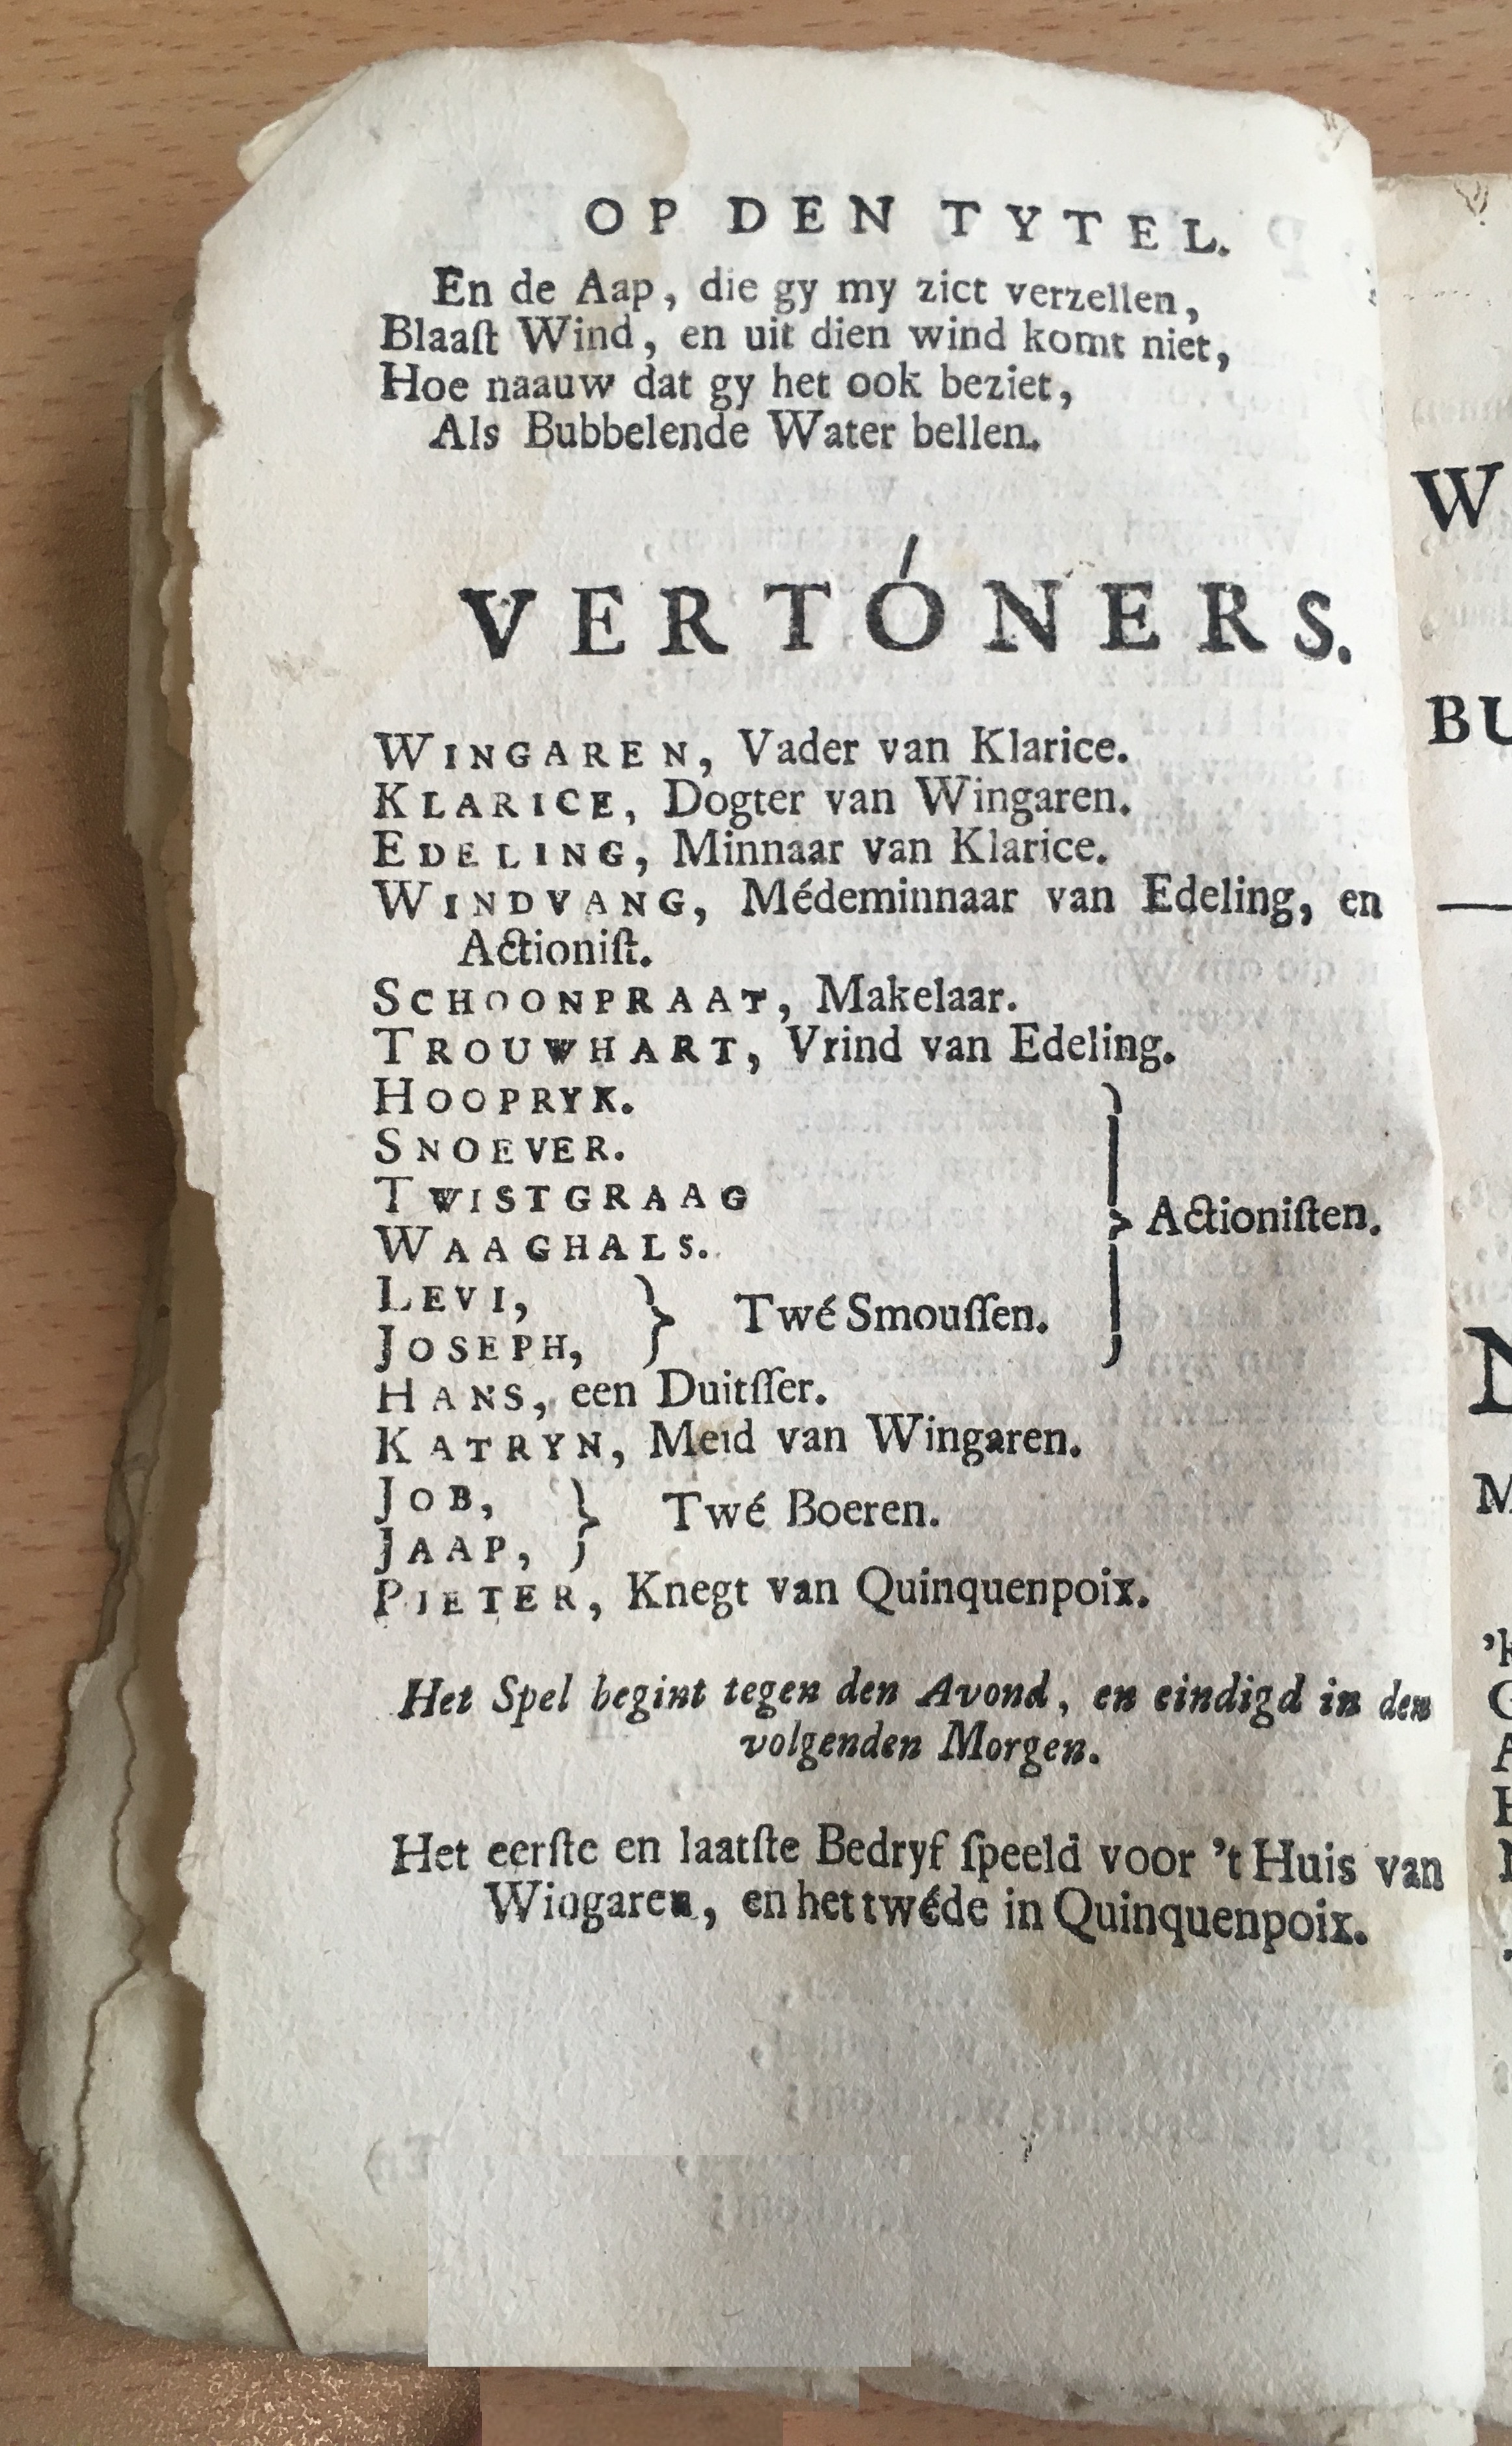 OP DEN TYTEL.
En de Aap, die gy my zict verzellen,
Blaaſt Wind, en uit dien wind komt niet,
Hoe naauw dat gy het ook beziet,
Als Bubbelende Water bellen.
VERTÓNERS.
WINGAREN, Vader van Klarice.
KLARICE, Dogter van Wingaren.
EDELING, Minnaar van Klarice.
WINDVANG, Médeminnaar van Edeling, en
Actioniſt.
SCHOONPRAAT, Makelaar.
TROUWHART, Vrind van Edeling.
HOOPRYK.
SNOEVER.
TWISTGRAAG
WAAGHALS.
Actioniſten.
LEVI,
JOSEPH,
Twé Smouſſen.
HANS, een Duitſſer.
KATRYN, Meid van Wingaren.
JOB,
JAAP,
Twé Boeren.
PIETER, Knegt van Quinquenpoix.
Het Spel begint tegen den Avond, en eindigd in den
volgenden Morgen.
Het eerſte en laatſte Bedryf ſpeeld voor 't Huis van
Wingaren, en het twéde in Quinquenpoix.
W
BU
M